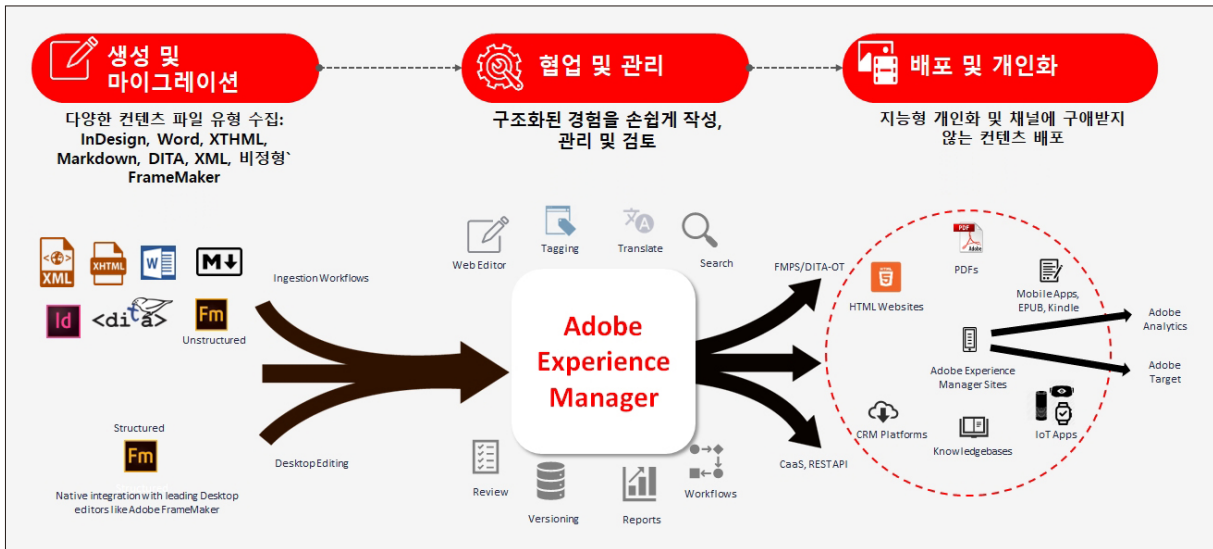 생성 및
마이그레이션
협업 및 관리
배포 및 개인화
다양한 컨텐츠 파일 유형 수집:
InDesign, Word, XTHML,
Markdown, DITA, XML, 비정형`
FrameMaker
구조화된 경험을 손쉽게 작성,
관리 및 검토
지능형 개인화 및 채널에 구애받지
않는 컨텐츠 배포
XML
XHTML
W
M
Id
<dita>
Fm
Unstructured
Ingestion Workflows
Structured
Fm
Desktop Editing
Native integration with leading Desktop
editors like Adobe FrameMaker
Web Editor
Tagging
Translate
Search
Adobe
Experience
Manager
Review
Versioning
Reports
Workflows
FMPS/DITA-OT
CaaS, RESTAPI
PDF
Adobe
PDFs
5
HTML Websites
Mobile Apps,
EPUB, Kindle
Adobe Experience
Manager Sites
CRM Platforms
Knowledgebases
IoT Apps
Adobe
Analytics
Adobe
Target